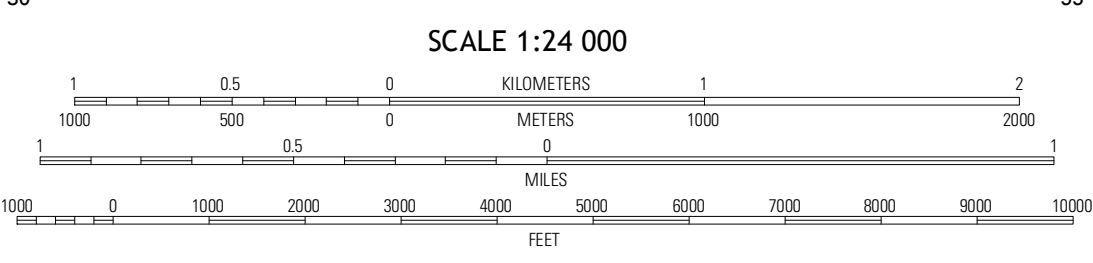 SCALE 1:24 000
1 0.5 0 KILOMETERS 1 2
1000 500 0 METERS 1000 2000
1 0.5 0 1
MILES
1000 0 1000 2000 3000 4000 5000 6000 7000 8000 9000 10000
FEET